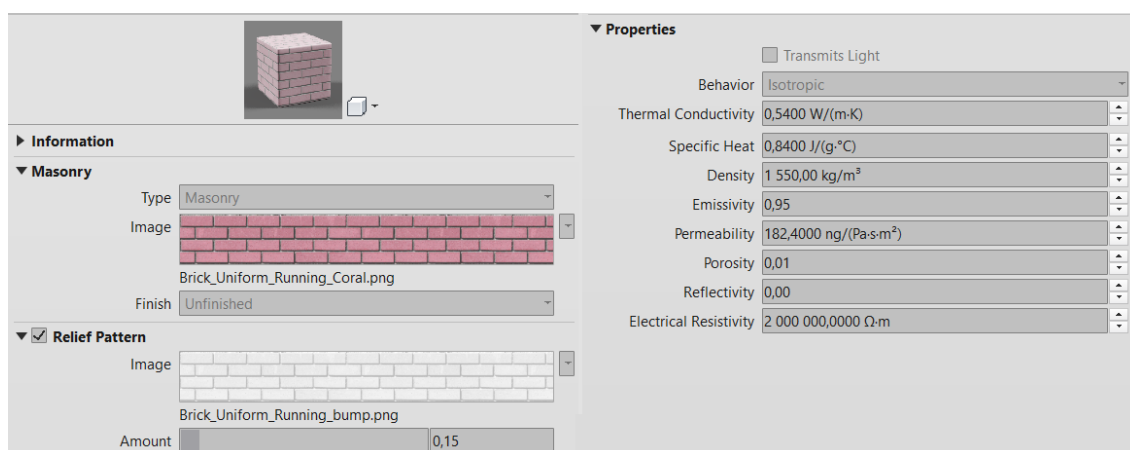 Information
Masonry
Type Masonry
Image
Brick_Uniform_Running_Coral.png
Finish Unfinished
Relief Pattern
Image
Brick_Uniform_Running_bump.png
Amount 0,15
Properties
Transmits Light
Behavior Isotropic
Thermal Conductivity 0,5400 W/(m·K)
Specific Heat 0,8400 J/(g·°C)
Density 1 550,00 kg/m³
Emissivity 0,95
Permeability 182,4000 ng/(Pa·s·m²)
Porosity 0,01
Reflectivity 0,00
Electrical Resistivity 2 000 000,0000 Ω·m